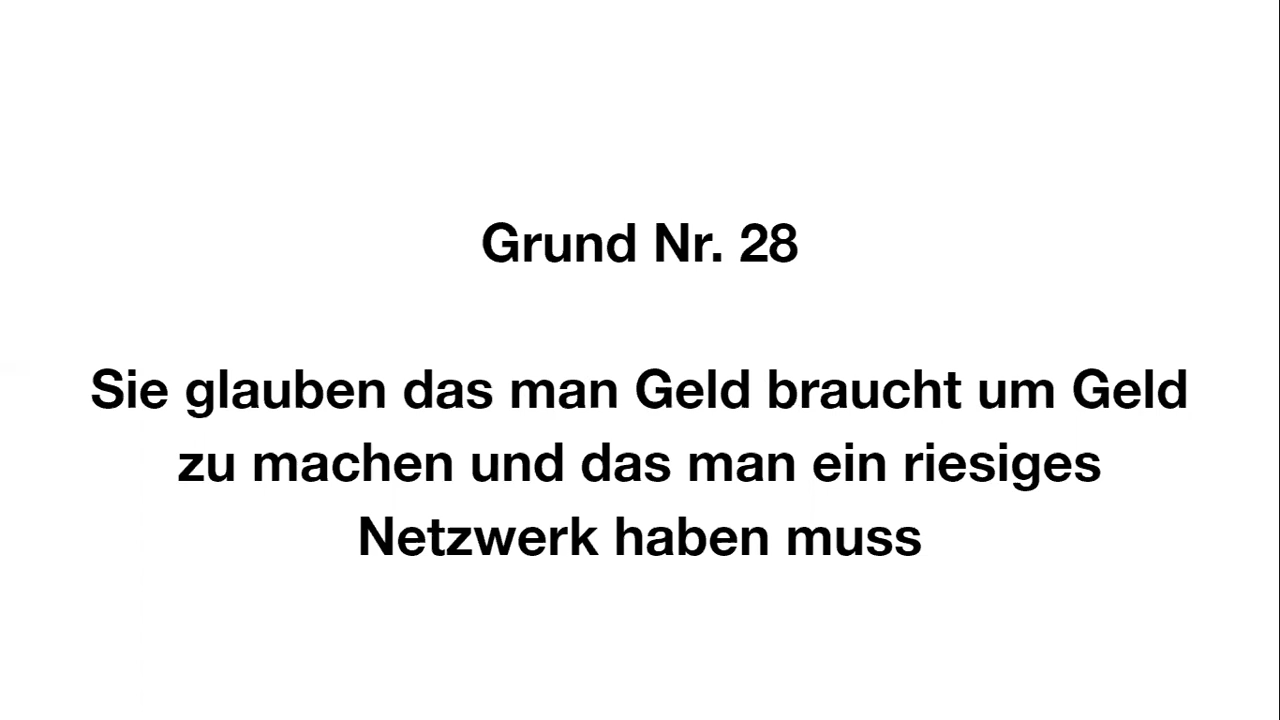 Grund Nr. 28
Sie glauben das man Geld braucht um Geld
zu machen und das man ein riesiges
Netzwerk haben muss